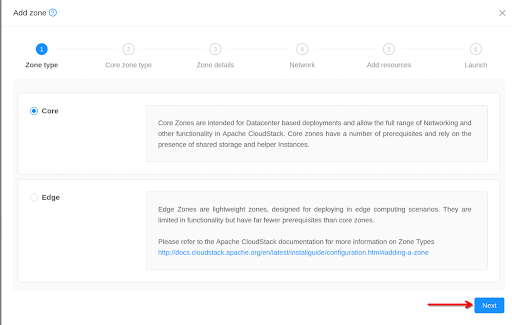 Add zone ?
1 2 3 4 5 6
Zone type Core zone type Zone details Network Add resources Launch
Core
Core Zones are intended for Datacenter based deployments and allow the full range of Networking and
other functionality in Apache CloudStack. Core zones have a number of prerequisites and rely on the
presence of shared storage and helper Instances.
Edge
Edge Zones are lightweight zones, designed for deploying in edge computing scenarios. They are
limited in functionality but have far fewer prerequisites than core zones.
Please refer to the Apache CloudStack documentation for more information on Zone Types
http://docs.cloudstack.apache.org/en/latest/installguide/configuration.html#adding-a-zone
Next